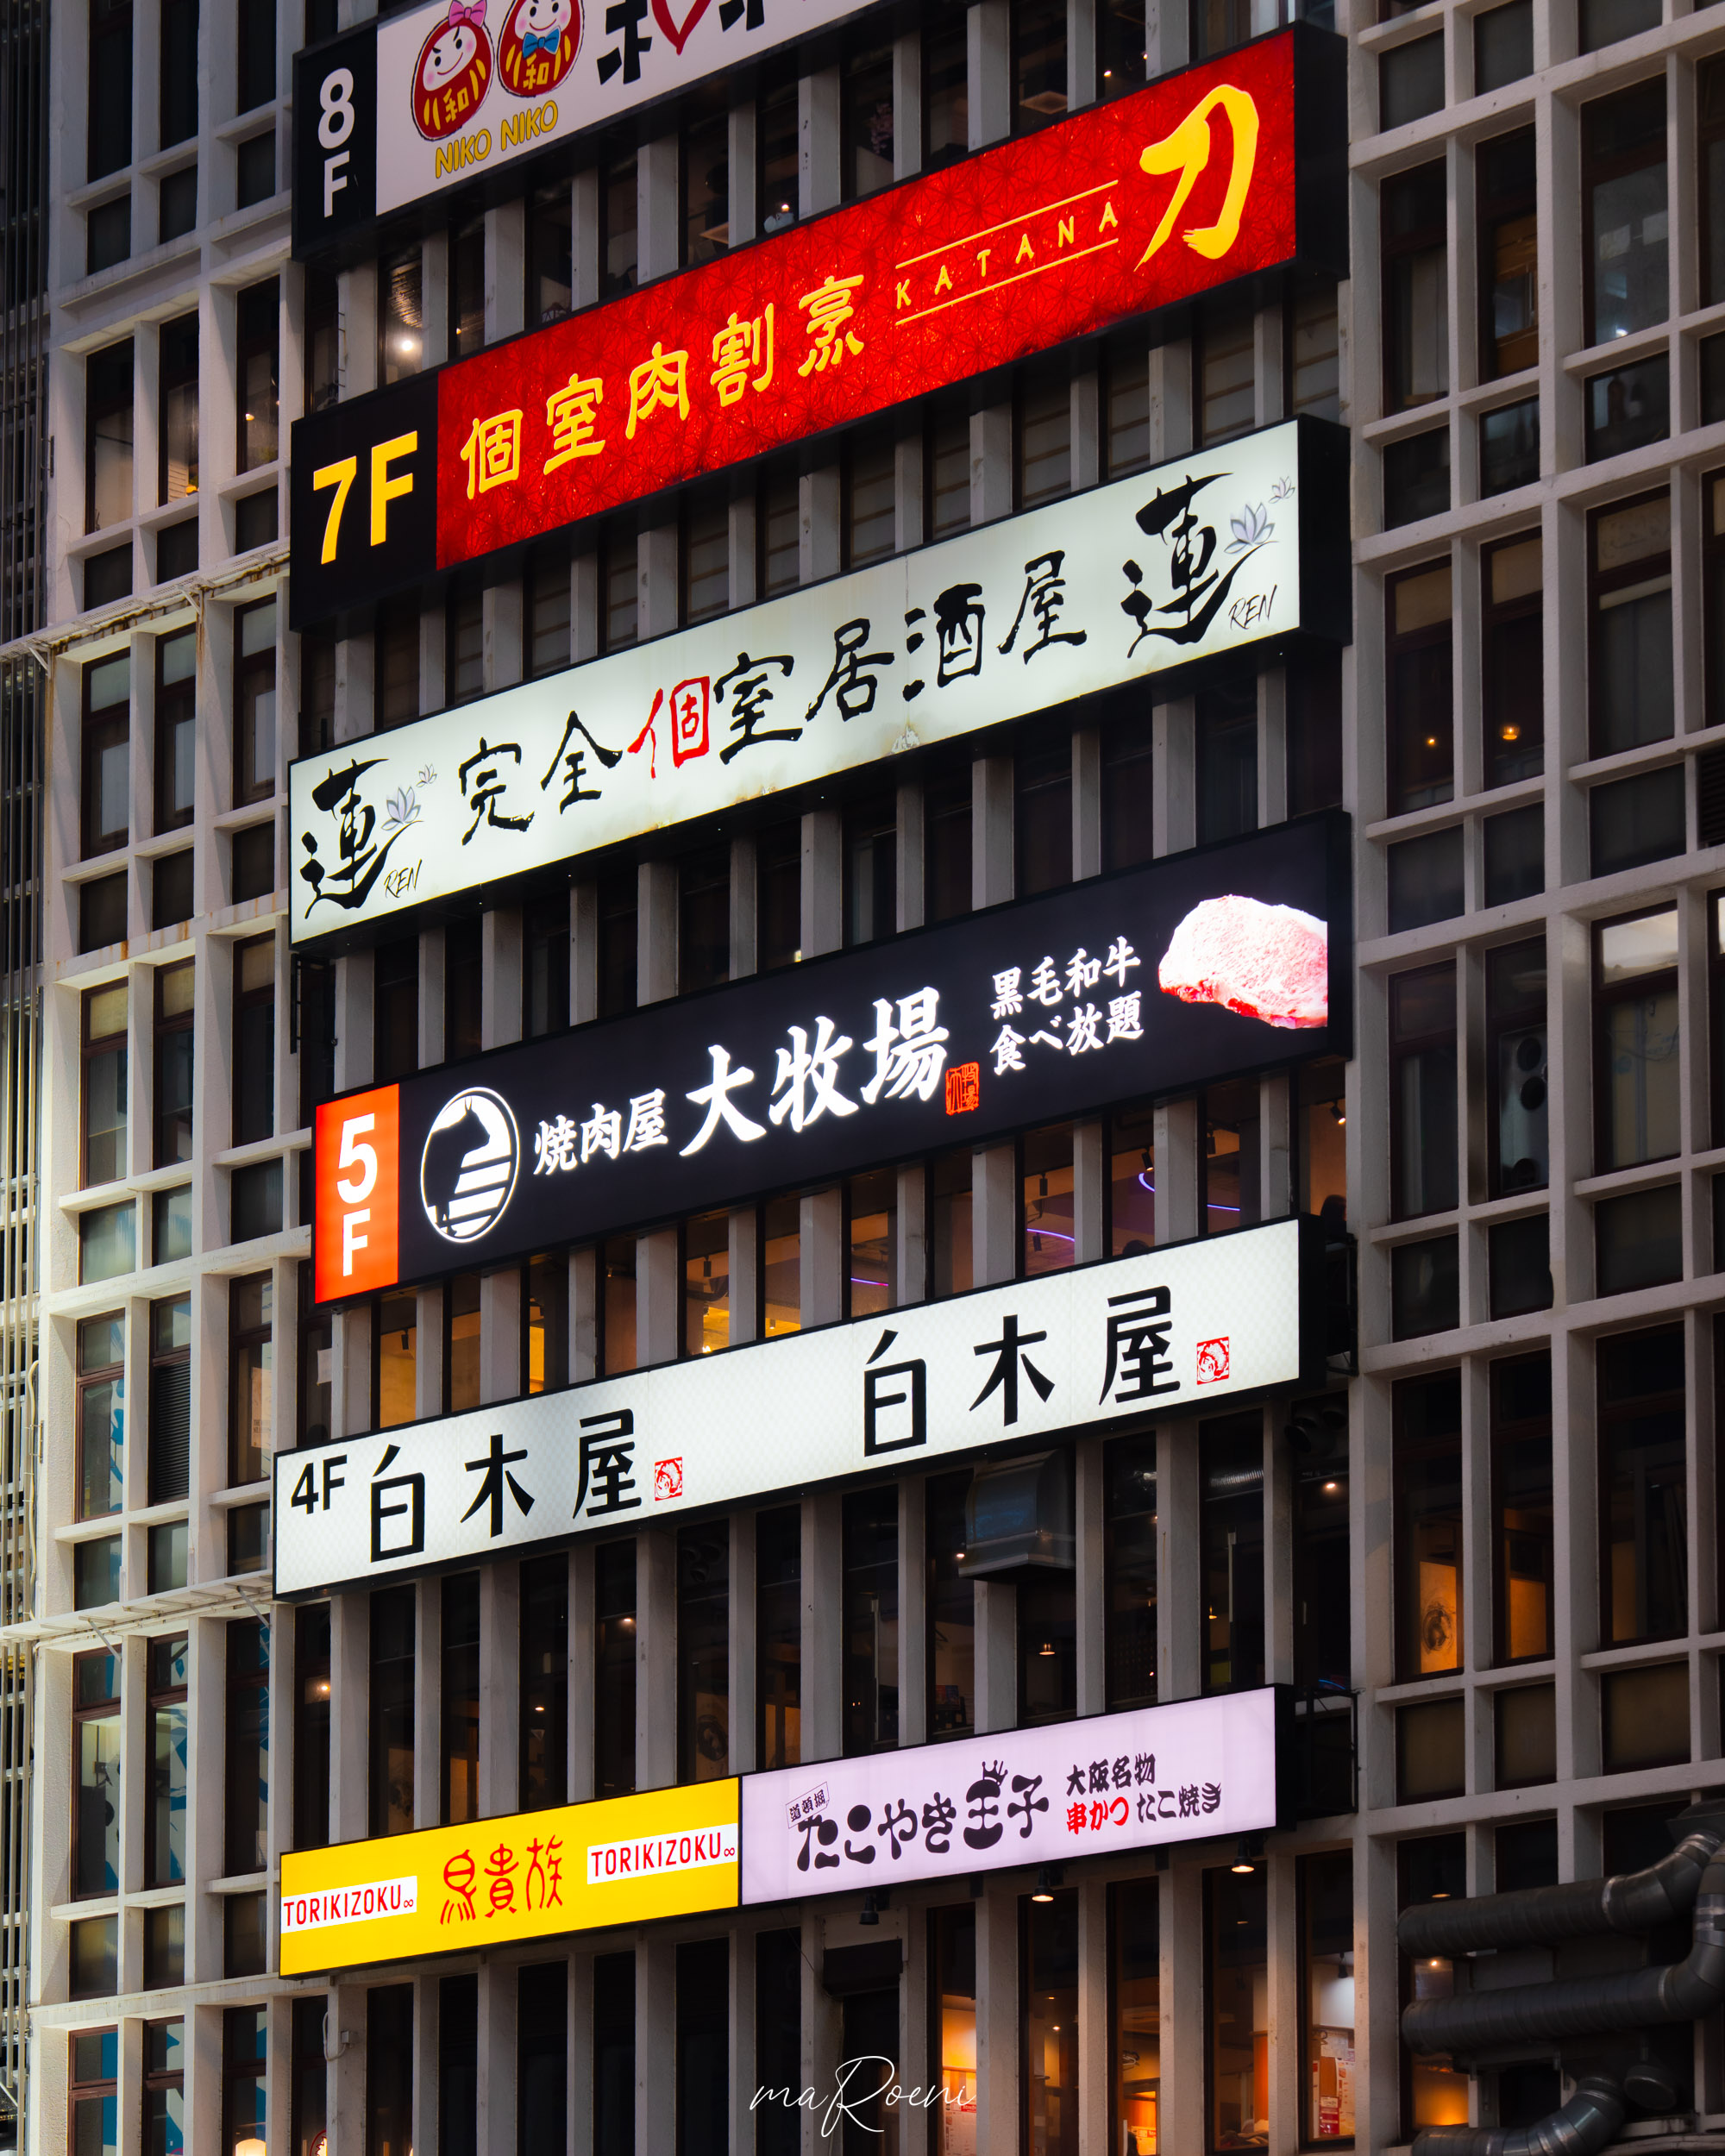 8F
和
和
NIKO NIKO
7F
個室肉割烹
KATANA
刀
蓮
REN
完全個室居酒屋
蓮
REN
5F
焼肉屋
大牧場
黒毛和牛
食べ放題
4F
白木屋
白木屋
TORIKIZOKU∞
鳥貴族
TORIKIZOKU∞
道頓堀
たこやき王子
大阪名物
串かつ たこ焼き
maRoeni